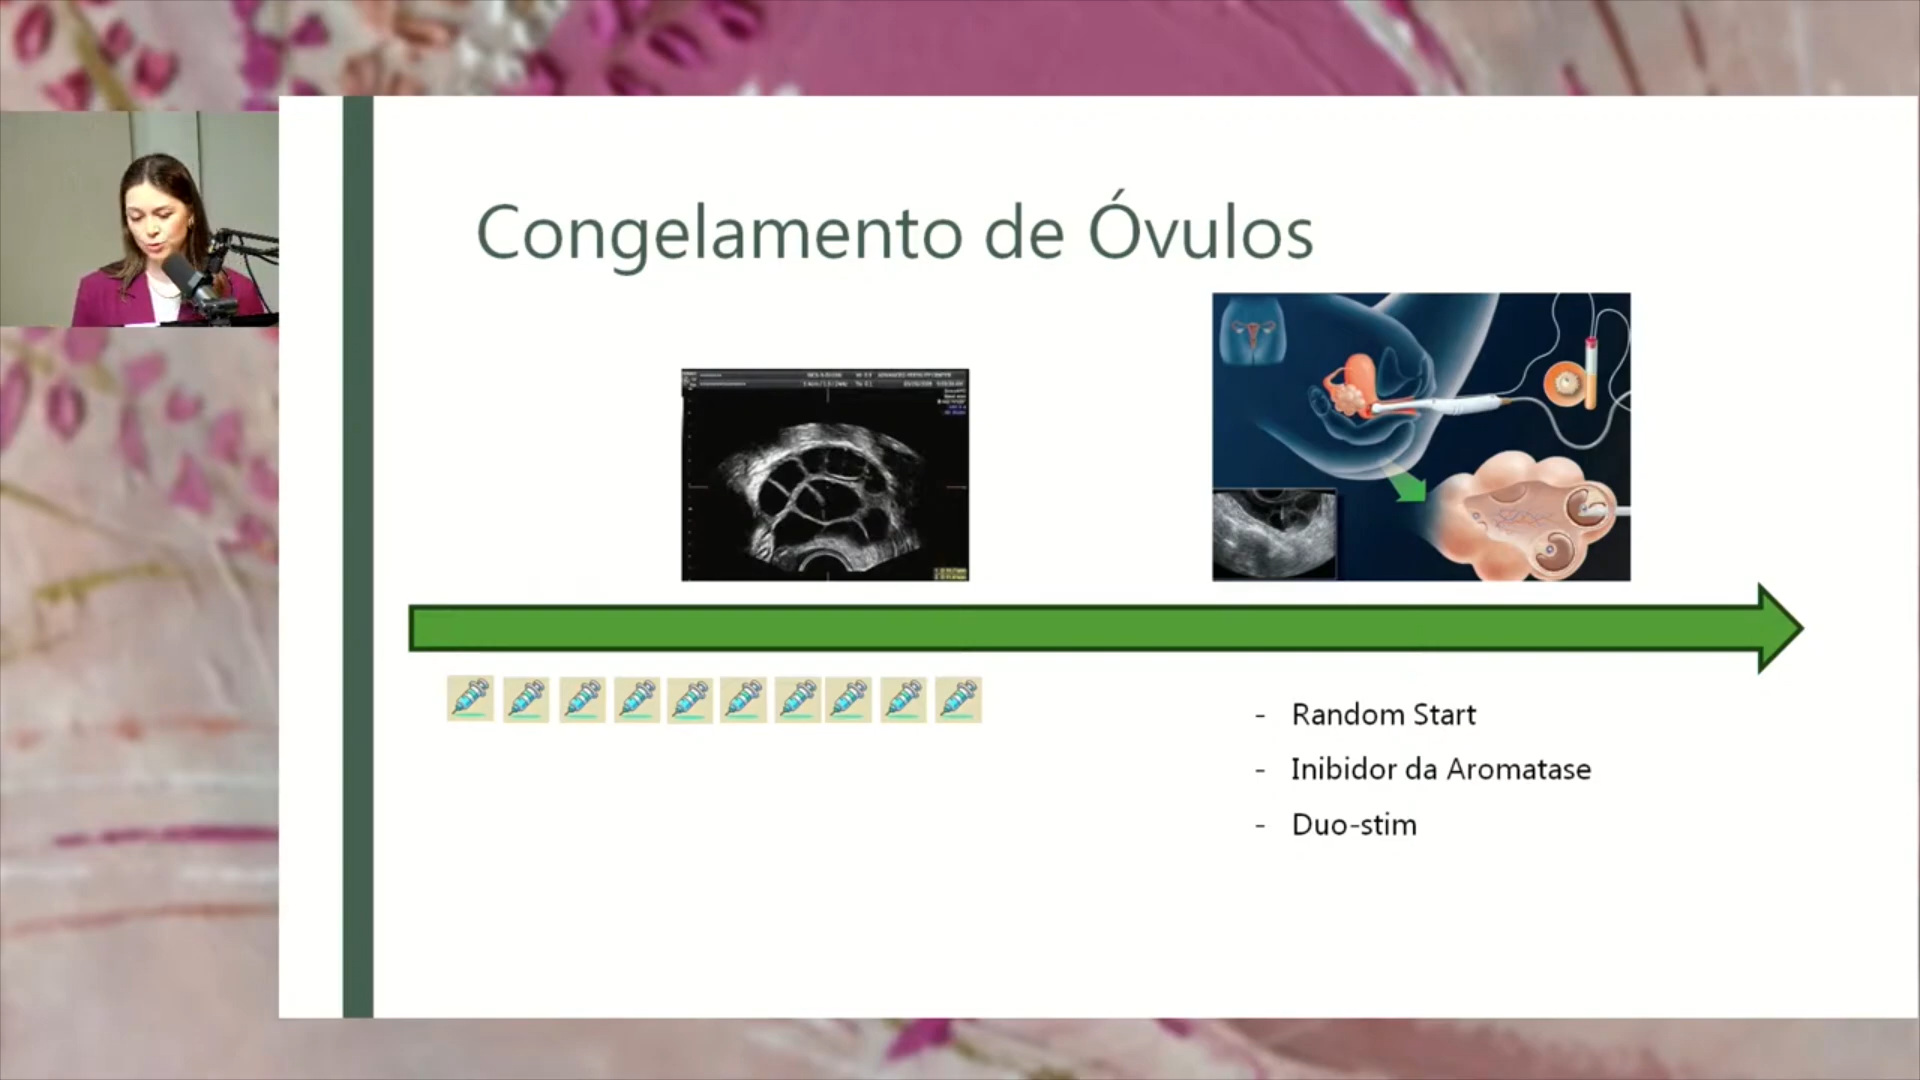 Congelamento de Óvulos
- Random Start
- Inibidor da Aromatase
- Duo-stim